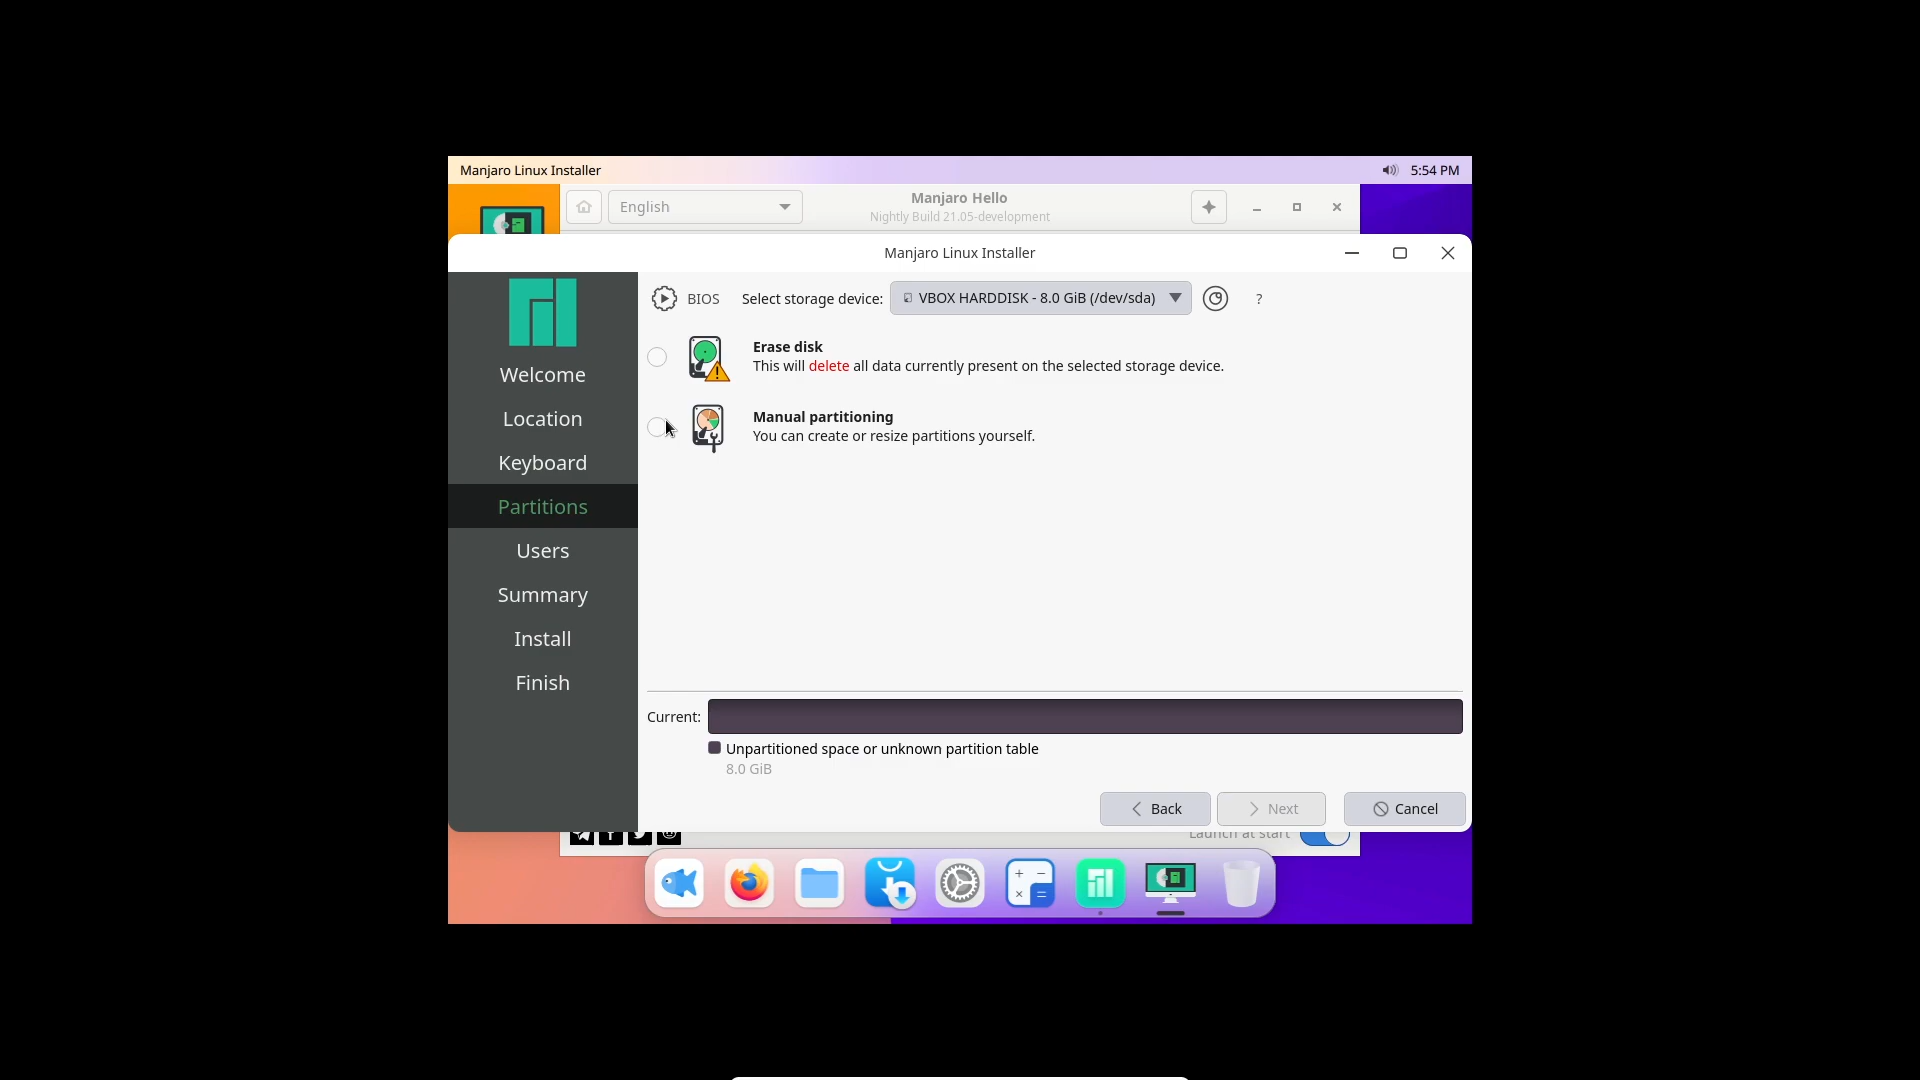 Manjaro Linux Installer
5:54 PM
English
Manjaro Hello
Nightly Build 21.05-development
Manjaro Linux Installer
BIOS
Select storage device:
VBOX HARDDISK - 8.0 GiB (/dev/sda)
?
Welcome
Location
Keyboard
Partitions
Users
Summary
Install
Finish
Erase disk
This will delete all data currently present on the selected storage device.
Manual partitioning
You can create or resize partitions yourself.
Current:
Unpartitioned space or unknown partition table
8.0 GiB
Back
Next
Cancel
Launch at start